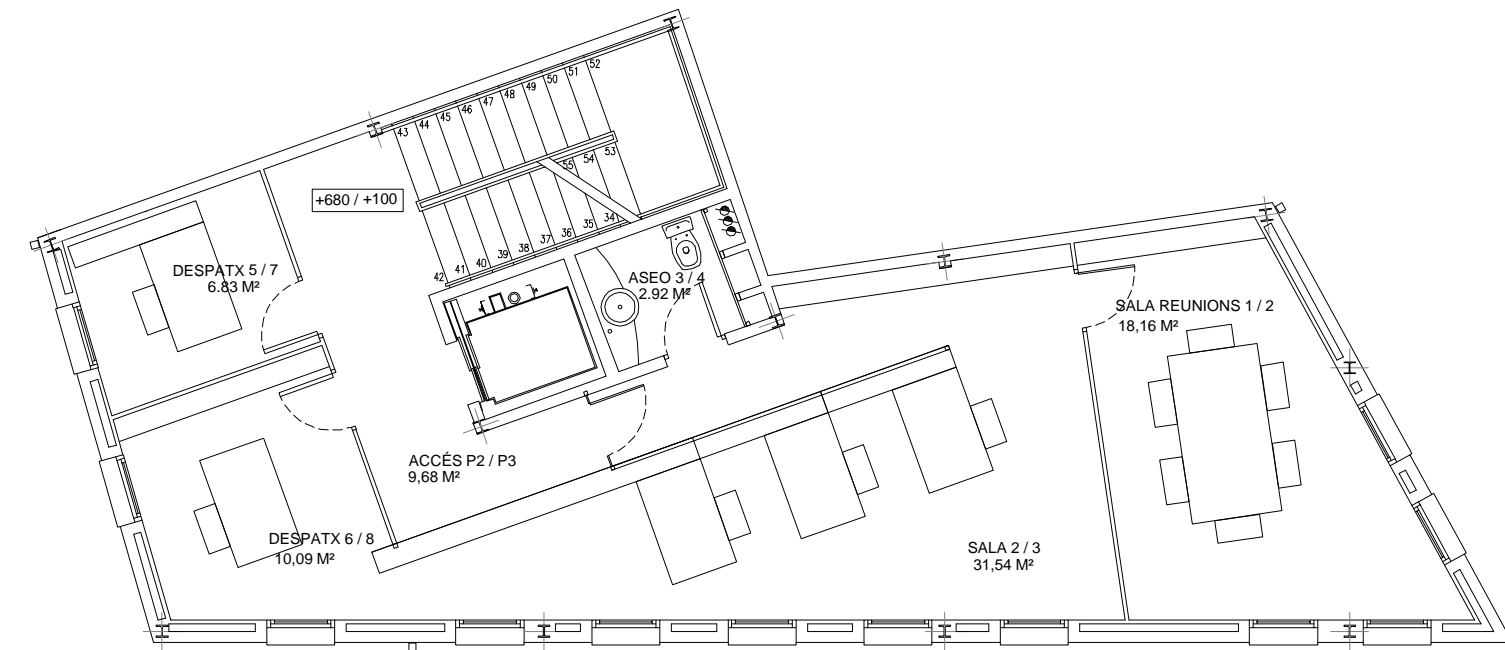 52
51
50
49
48
47
46
45
44
43
53
54
55
34
35
36
37
38
39
40
41
42
+680 / +100
DESPATX 5 / 7
6.83 M²
ASEO 3 / 4
2.92 M²
SALA REUNIONS 1 / 2
18,16 M²
ACCÉS P2 / P3
9,68 M²
DESPATX 6 / 8
10,09 M²
SALA 2 / 3
31,54 M²